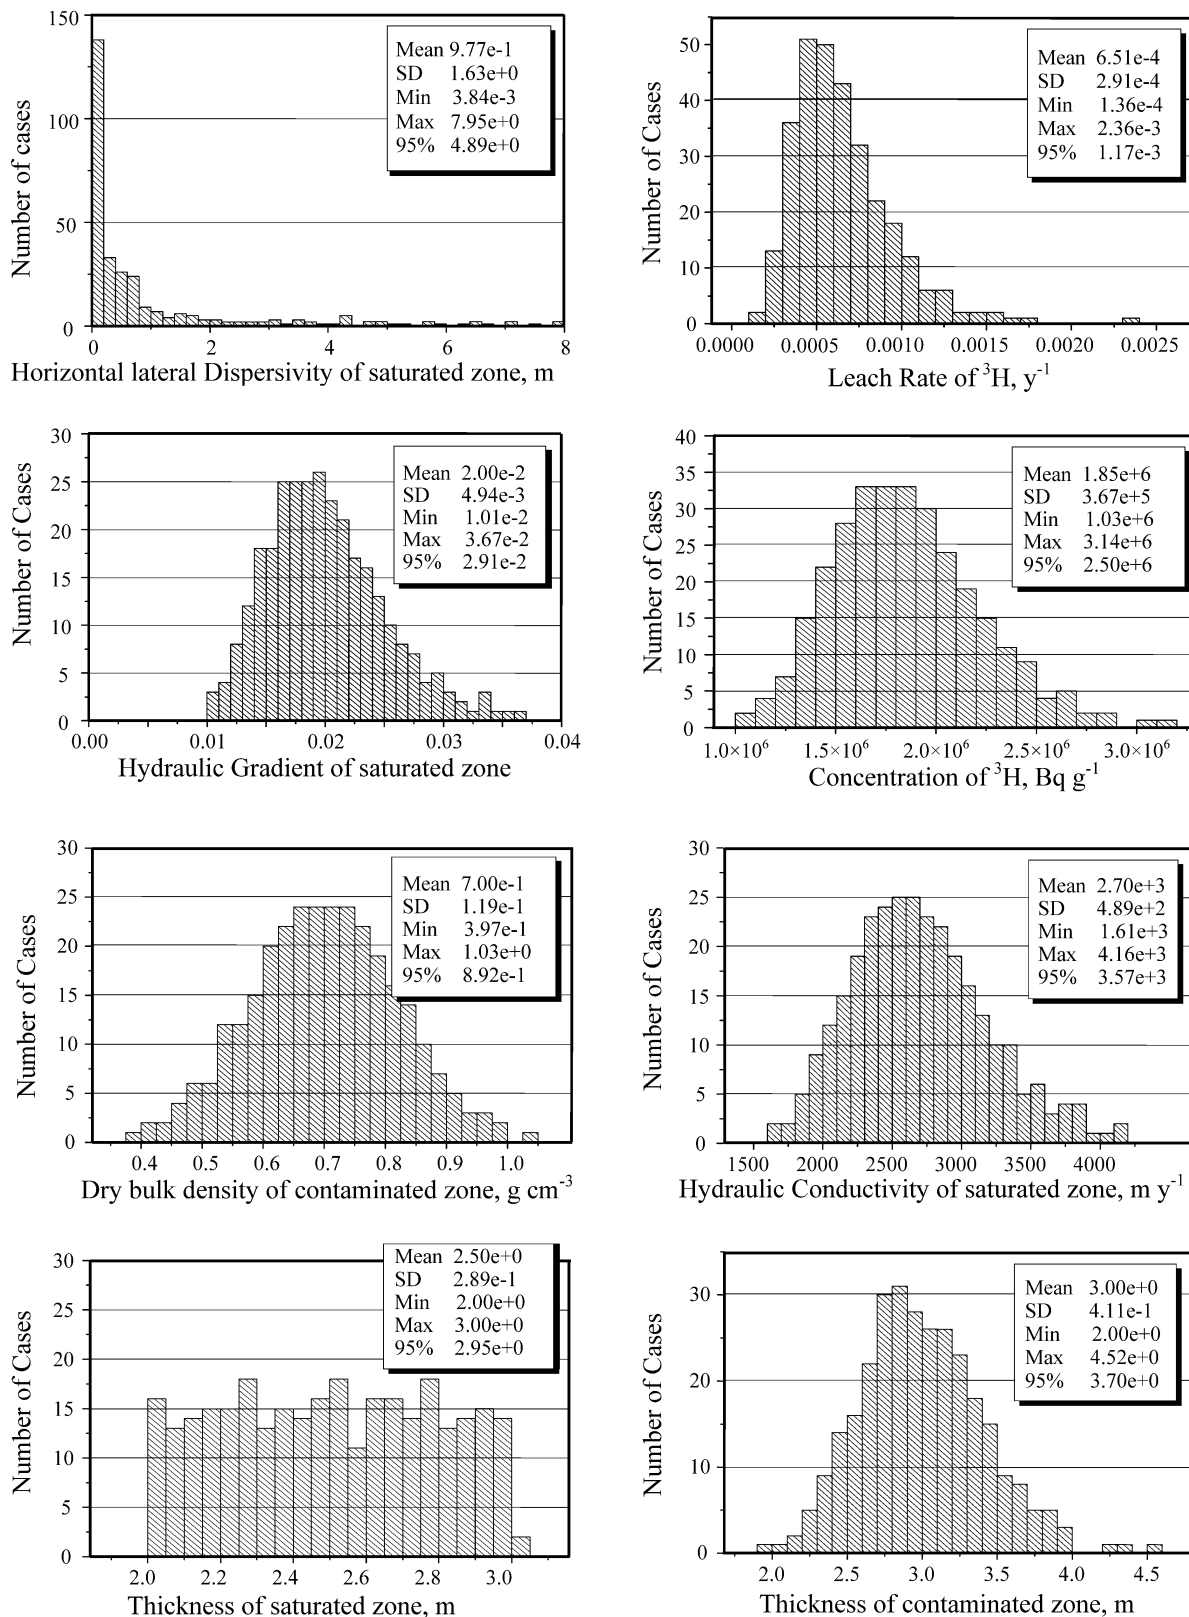 150
100
50
0
Number of cases
Mean 9.77e-1
SD 1.63e+0
Min 3.84e-3
Max 7.95e+0
95% 4.89e+0
0 2 4 6 8
Horizontal lateral Dispersivity of saturated zone, m
50
40
30
20
10
0
Number of Cases
Mean 6.51e-4
SD 2.91e-4
Min 1.36e-4
Max 2.36e-3
95% 1.17e-3
0.0000 0.0005 0.0010 0.0015 0.0020 0.0025
Leach Rate of ³H, y⁻¹
30
25
20
15
10
5
0
Number of Cases
Mean 2.00e-2
SD 4.94e-3
Min 1.01e-2
Max 3.67e-2
95% 2.91e-2
0.00 0.01 0.02 0.03 0.04
Hydraulic Gradient of saturated zone
40
35
30
25
20
15
10
5
0
Number of Cases
Mean 1.85e+6
SD 3.67e+5
Min 1.03e+6
Max 3.14e+6
95% 2.50e+6
1.0×10⁶ 1.5×10⁶ 2.0×10⁶ 2.5×10⁶ 3.0×10⁶
Concentration of ³H, Bq g⁻¹
30
25
20
15
10
5
0
Number of Cases
Mean 7.00e-1
SD 1.19e-1
Min 3.97e-1
Max 1.03e+0
95% 8.92e-1
0.4 0.5 0.6 0.7 0.8 0.9 1.0
Dry bulk density of contaminated zone, g cm⁻³
30
25
20
15
10
5
0
Number of Cases
Mean 2.70e+3
SD 4.89e+2
Min 1.61e+3
Max 4.16e+3
95% 3.57e+3
1500 2000 2500 3000 3500 4000
Hydraulic Conductivity of saturated zone, m y⁻¹
30
25
20
15
10
5
0
Number of Cases
Mean 2.50e+0
SD 2.89e-1
Min 2.00e+0
Max 3.00e+0
95% 2.95e+0
2.0 2.2 2.4 2.6 2.8 3.0
Thickness of saturated zone, m
30
20
10
0
Number of Cases
Mean 3.00e+0
SD 4.11e-1
Min 2.00e+0
Max 4.52e+0
95% 3.70e+0
2.0 2.5 3.0 3.5 4.0 4.5
Thickness of contaminated zone, m